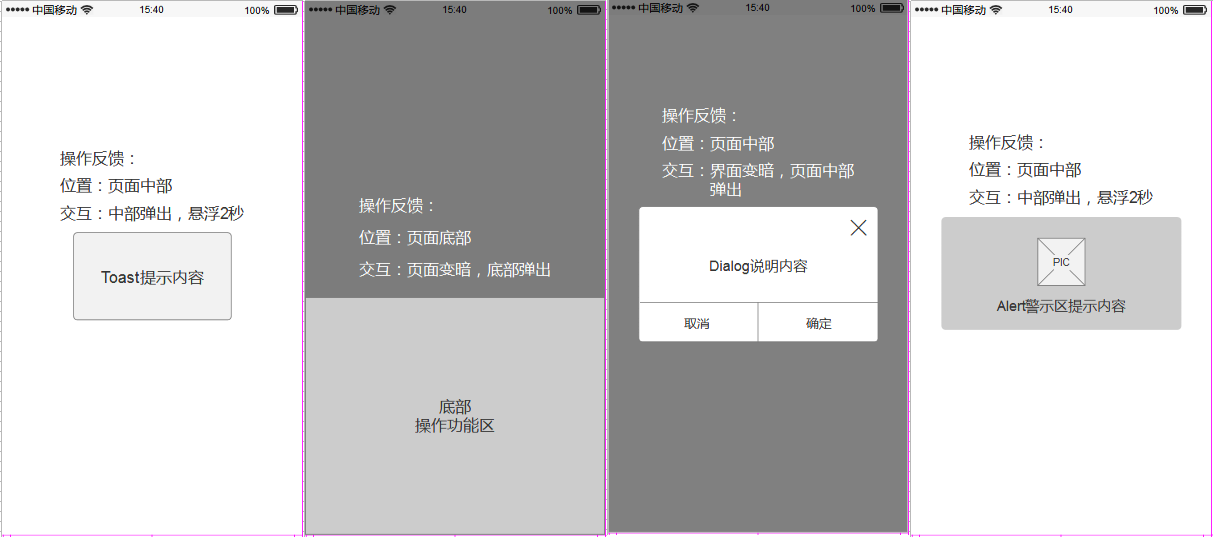 中国移动 15:40 100%
操作反馈：
位置：页面中部
交互：中部弹出，悬浮2秒
Toast提示内容
中国移动 15:40 100%
操作反馈：
位置：页面底部
交互：页面变暗，底部弹出
底部
操作功能区
中国移动 15:40 100%
操作反馈：
位置：页面中部
交互：界面变暗，页面中部
弹出
Dialog说明内容
取消 确定
中国移动 15:40 100%
操作反馈：
位置：页面中部
交互：中部弹出，悬浮2秒
PIC
Alert警示区提示内容